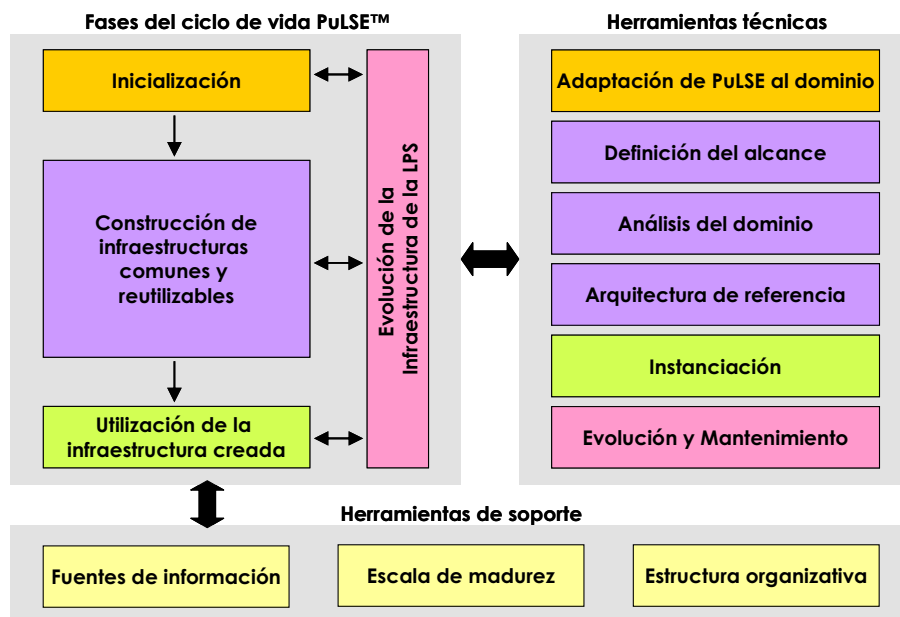 Fases del ciclo de vida PuLSE™
Inicialización
Construcción de
infraestructuras
comunes y
reutilizables
Utilización de la
infraestructura creada
Evolución de la
Infraestructura de la LPS
Herramientas técnicas
Adaptación de PuLSE al dominio
Definición del alcance
Análisis del dominio
Arquitectura de referencia
Instanciación
Evolución y Mantenimiento
Herramientas de soporte
Fuentes de información
Escala de madurez
Estructura organizativa